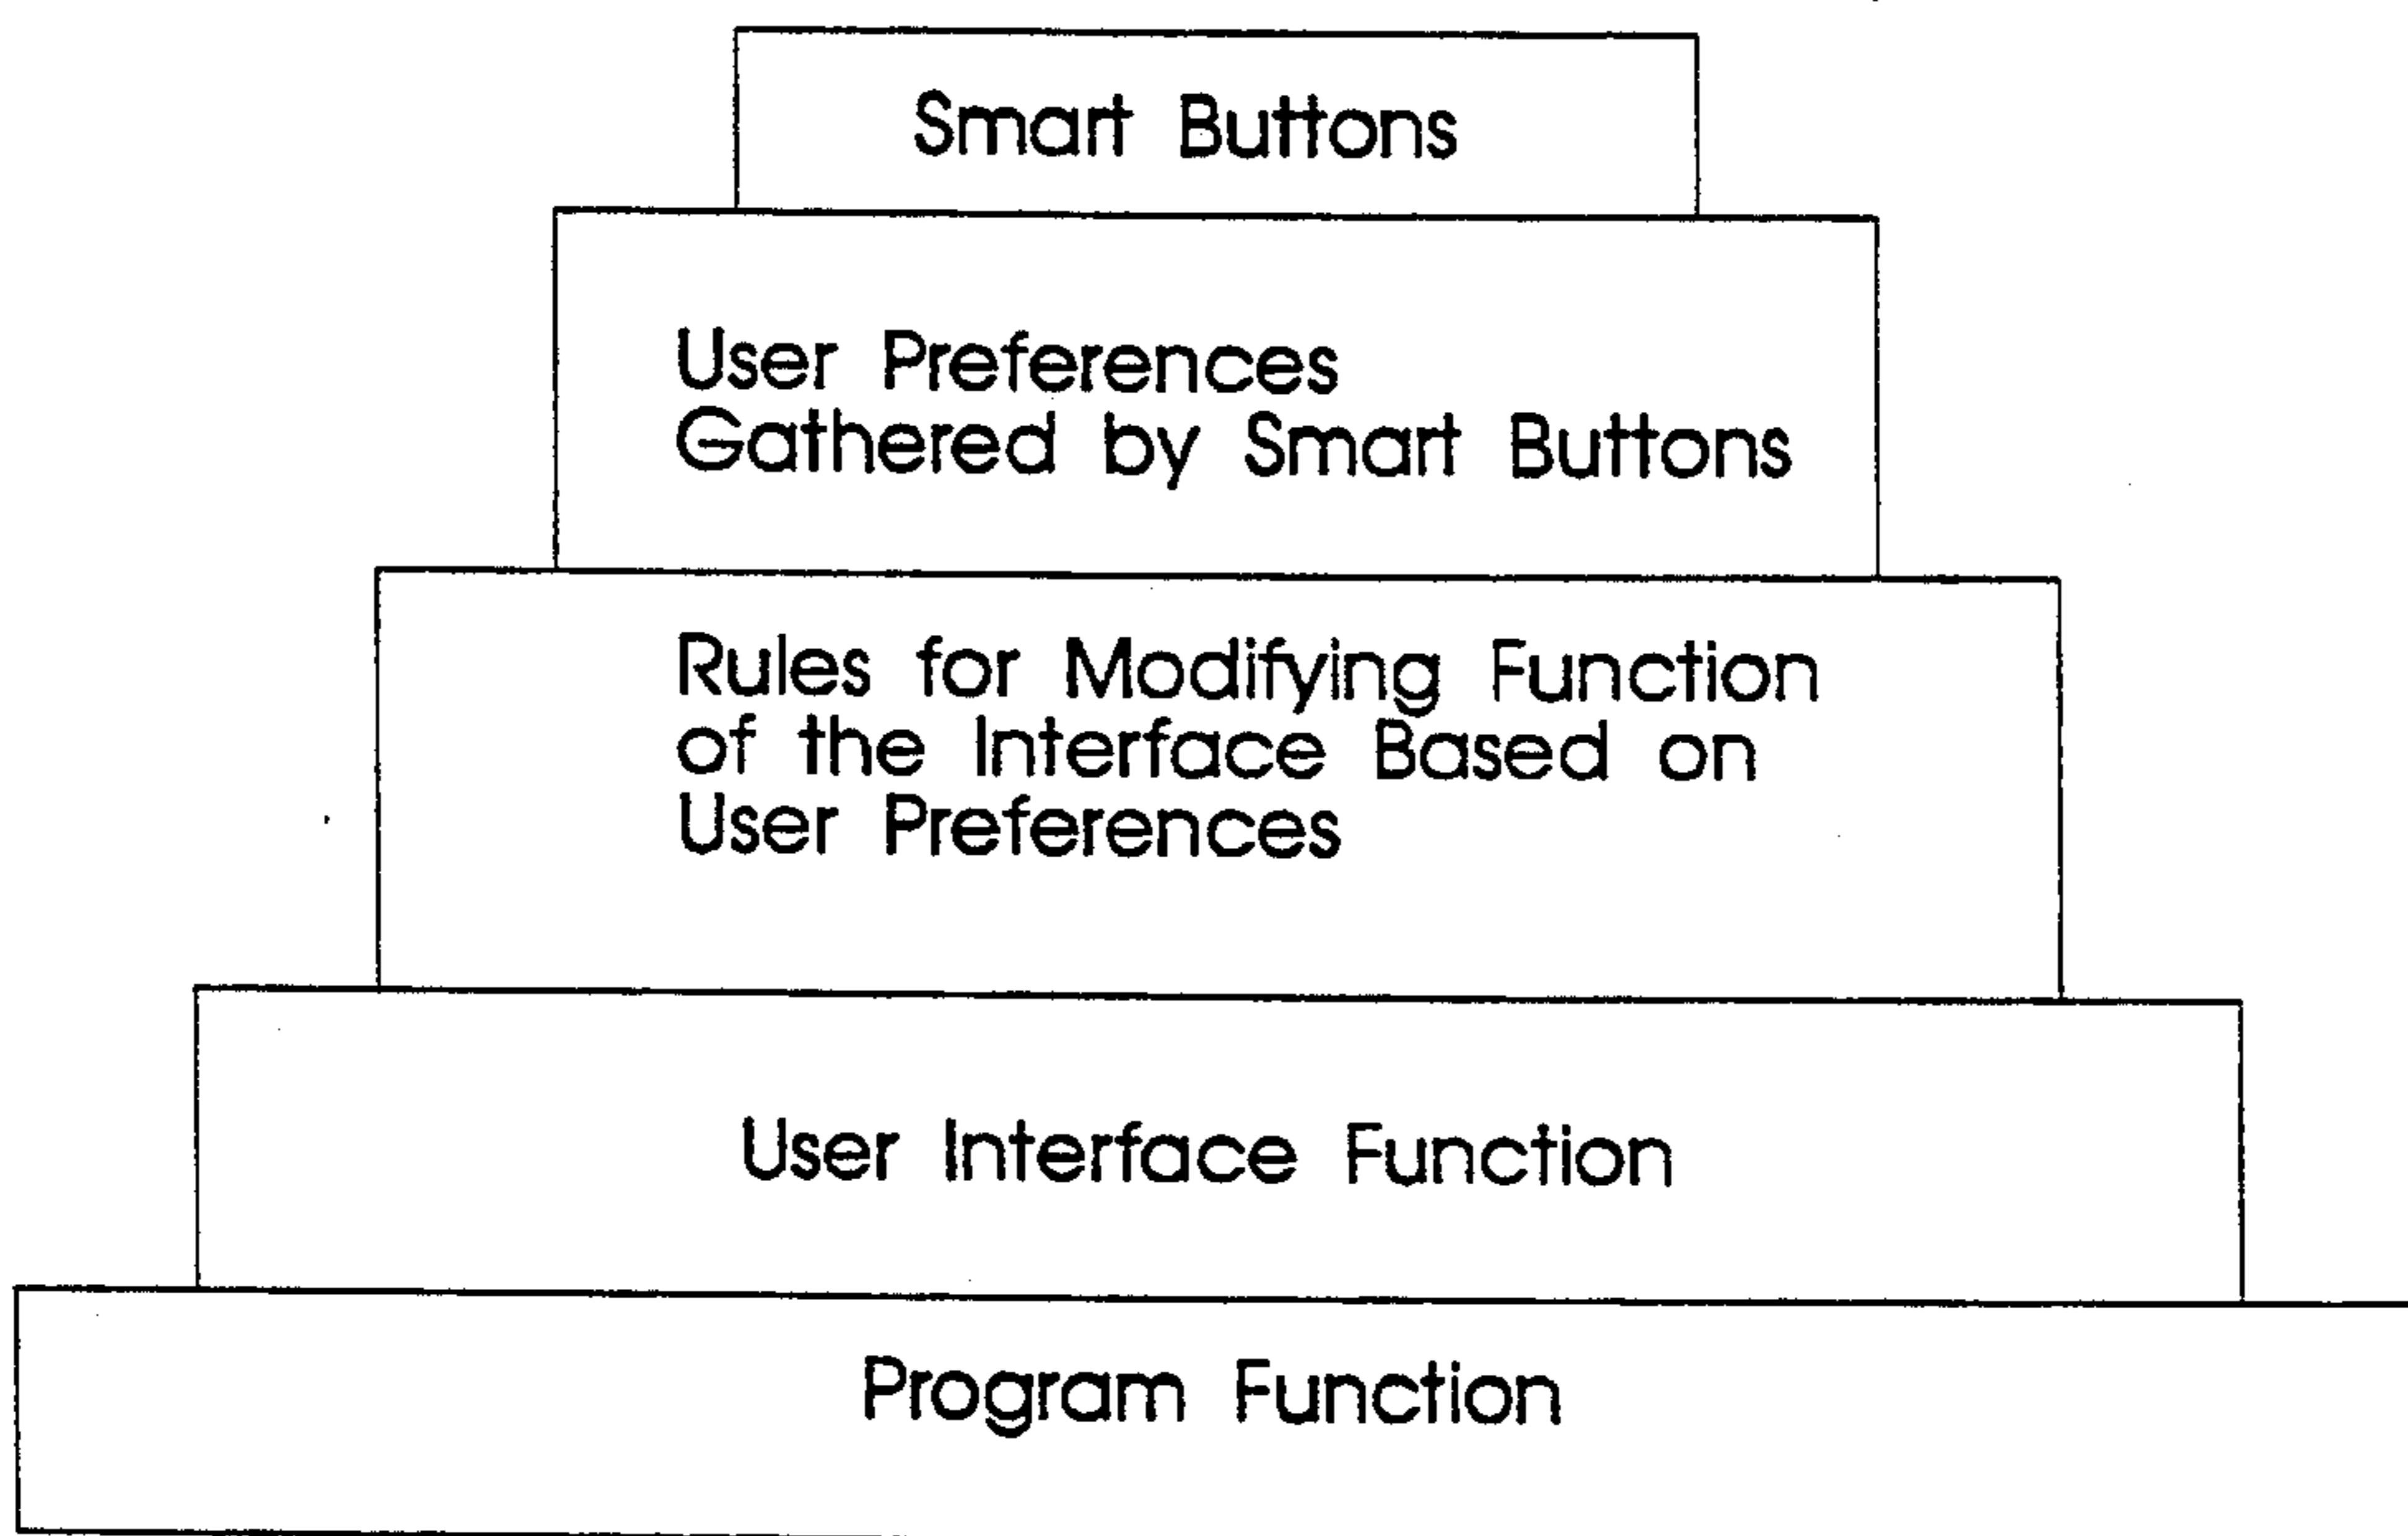 Smart Buttons
User Preferences
Gathered by Smart Buttons
Rules for Modifying Function
of the Interface Based on
User Preferences
User Interface Function
Program Function